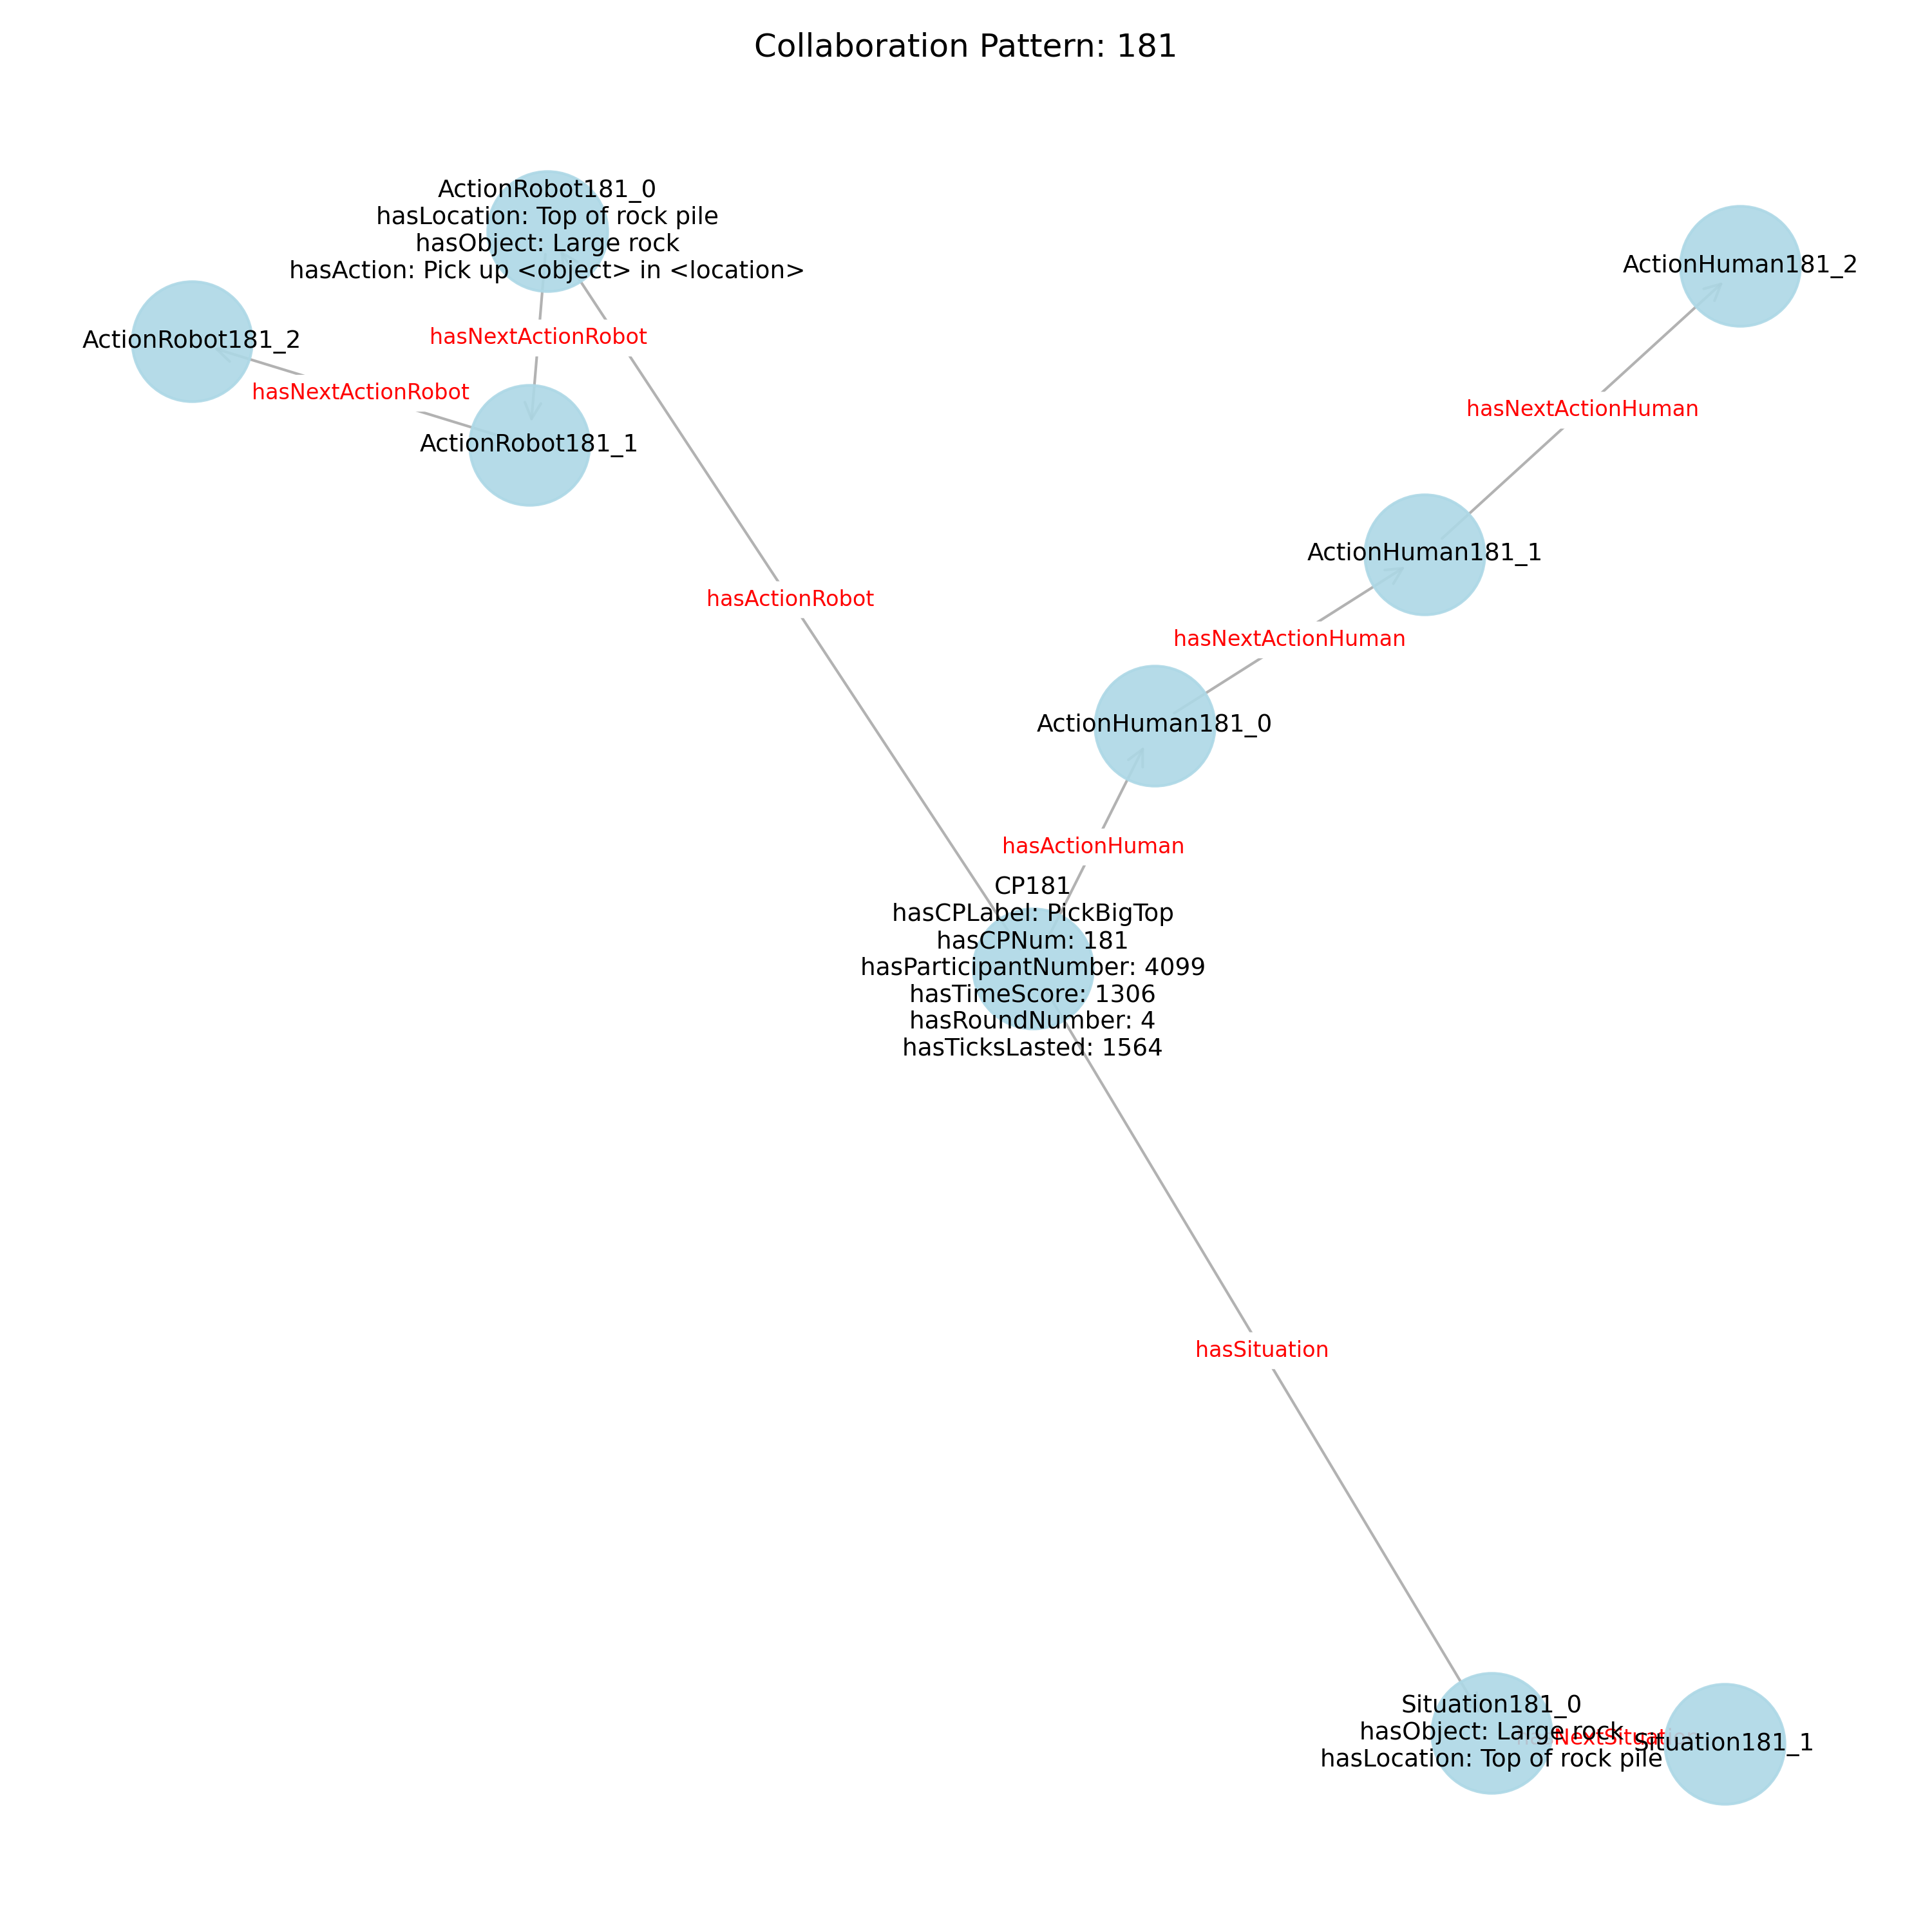 Collaboration Pattern: 181
ActionRobot181_0
hasLocation: Top of rock pile
hasObject: Large rock
hasAction: Pick up <object> in <location>
ActionHuman181_2
hasNextActionRobot
ActionRobot181_2
hasNextActionRobot
hasNextActionHuman
ActionRobot181_1
ActionHuman181_1
hasActionRobot
hasNextActionHuman
ActionHuman181_0
hasActionHuman
CP181
hasCPLabel: PickBigTop
hasCPNum: 181
hasParticipantNumber: 4099
hasTimeScore: 1306
hasRoundNumber: 4
hasTicksLasted: 1564
hasSituation
Situation181_0
hasObject: Large rock
hasLocation: Top of rock pile
Situation181_1